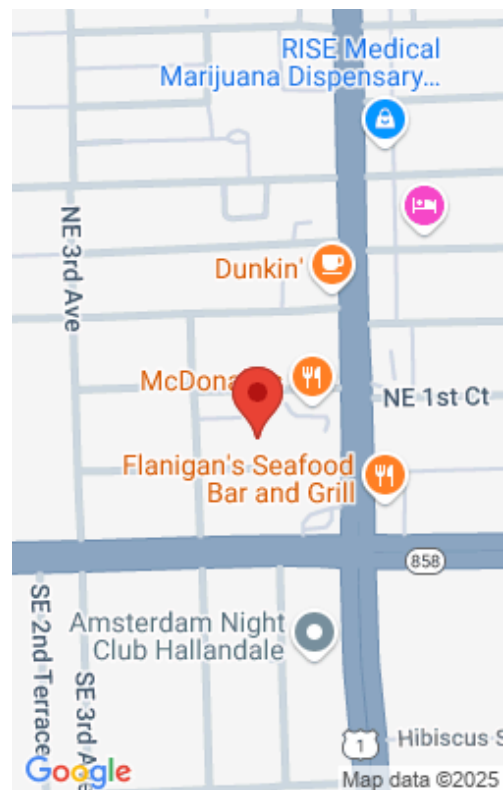 RISE Medical
Marijuana Dispensary...
NE 3rd Ave
Dunkin'
NE 1st Ct
Flanigan's Seafood
Bar and Grill
858
SE 2nd Terrace
SE 3rd
Amsterdam Night
Club Hallandale
1
Hibiscus
Google
Map data ©2025